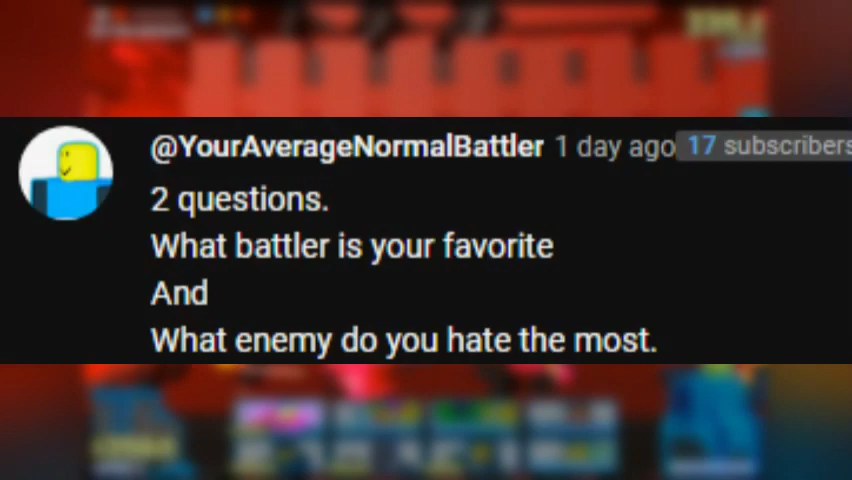 @YourAverageNormalBattler 1 day ago 17 subscribers
2 questions.
What battler is your favorite
And
What enemy do you hate the most.